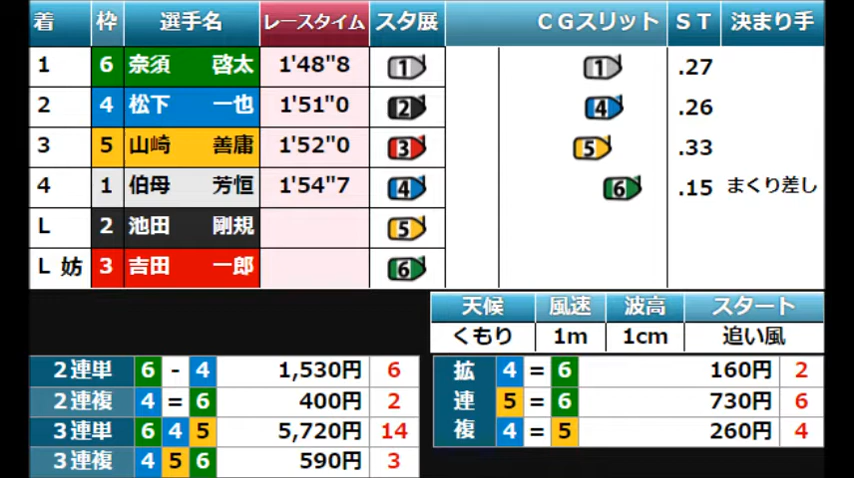 着 枠 選手名 レースタイム スタ展 CGスリット ST 決まり手
1 6 奈須 啓太 1'48"8 1 1 .27
2 4 松下 一也 1'51"0 2 4 .26
3 5 山崎 善庸 1'52"0 3 5 .33
4 1 伯母 芳恒 1'54"7 4 6 .15 まくり差し
L 2 池田 剛規 5
L 妨 3 吉田 一郎 6
天候 風速 波高 スタート
くもり 1m 1cm 追い風
2連単 6 - 4 1,530円 6
2連複 4 = 6 400円 2
3連単 6 4 5 5,720円 14
3連複 4 5 6 590円 3
拡 4 = 6 160円 2
連 5 = 6 730円 6
複 4 = 5 260円 4